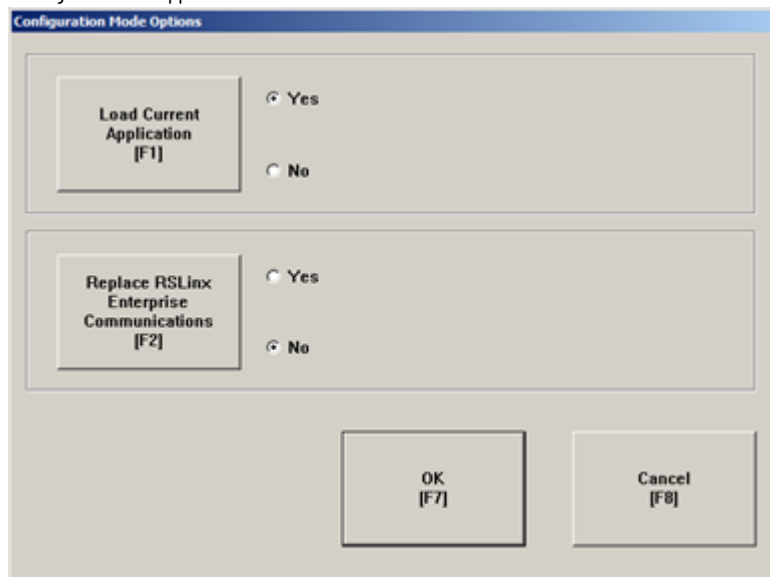 Configuration Mode Options
Load Current
Application
[F1]
Yes
No
Replace RSLinx
Enterprise
Communications
[F2]
Yes
No
OK
[F7]
Cancel
[F8]